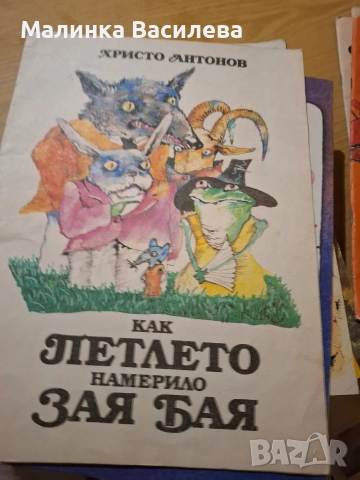 Малинка Василева
ХРИСТО АНТОНОВ
КАК
ПЕТЛЕТО
НАМЕРИЛО
ЗАЯ БАЯ
BAZAR